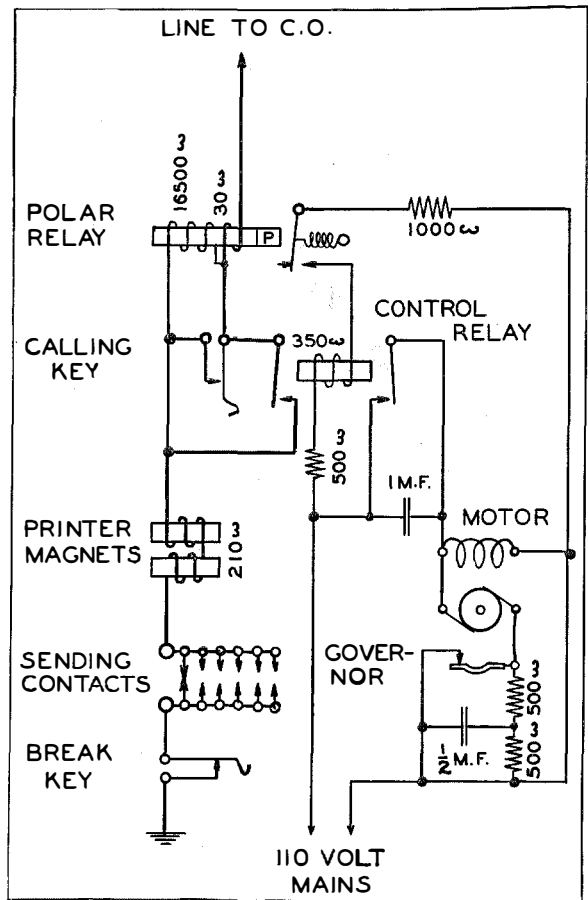 LINE TO C.O.
16500 ω
30 ω
POLAR
RELAY
P
1000 ω
CONTROL
RELAY
CALLING
KEY
350 ω
500 ω
1 M.F.
PRINTER
MAGNETS
210 ω
MOTOR
SENDING
CONTACTS
GOVER-
NOR
500 ω
1/2 M.F.
500 ω
BREAK
KEY
110 VOLT
MAINS